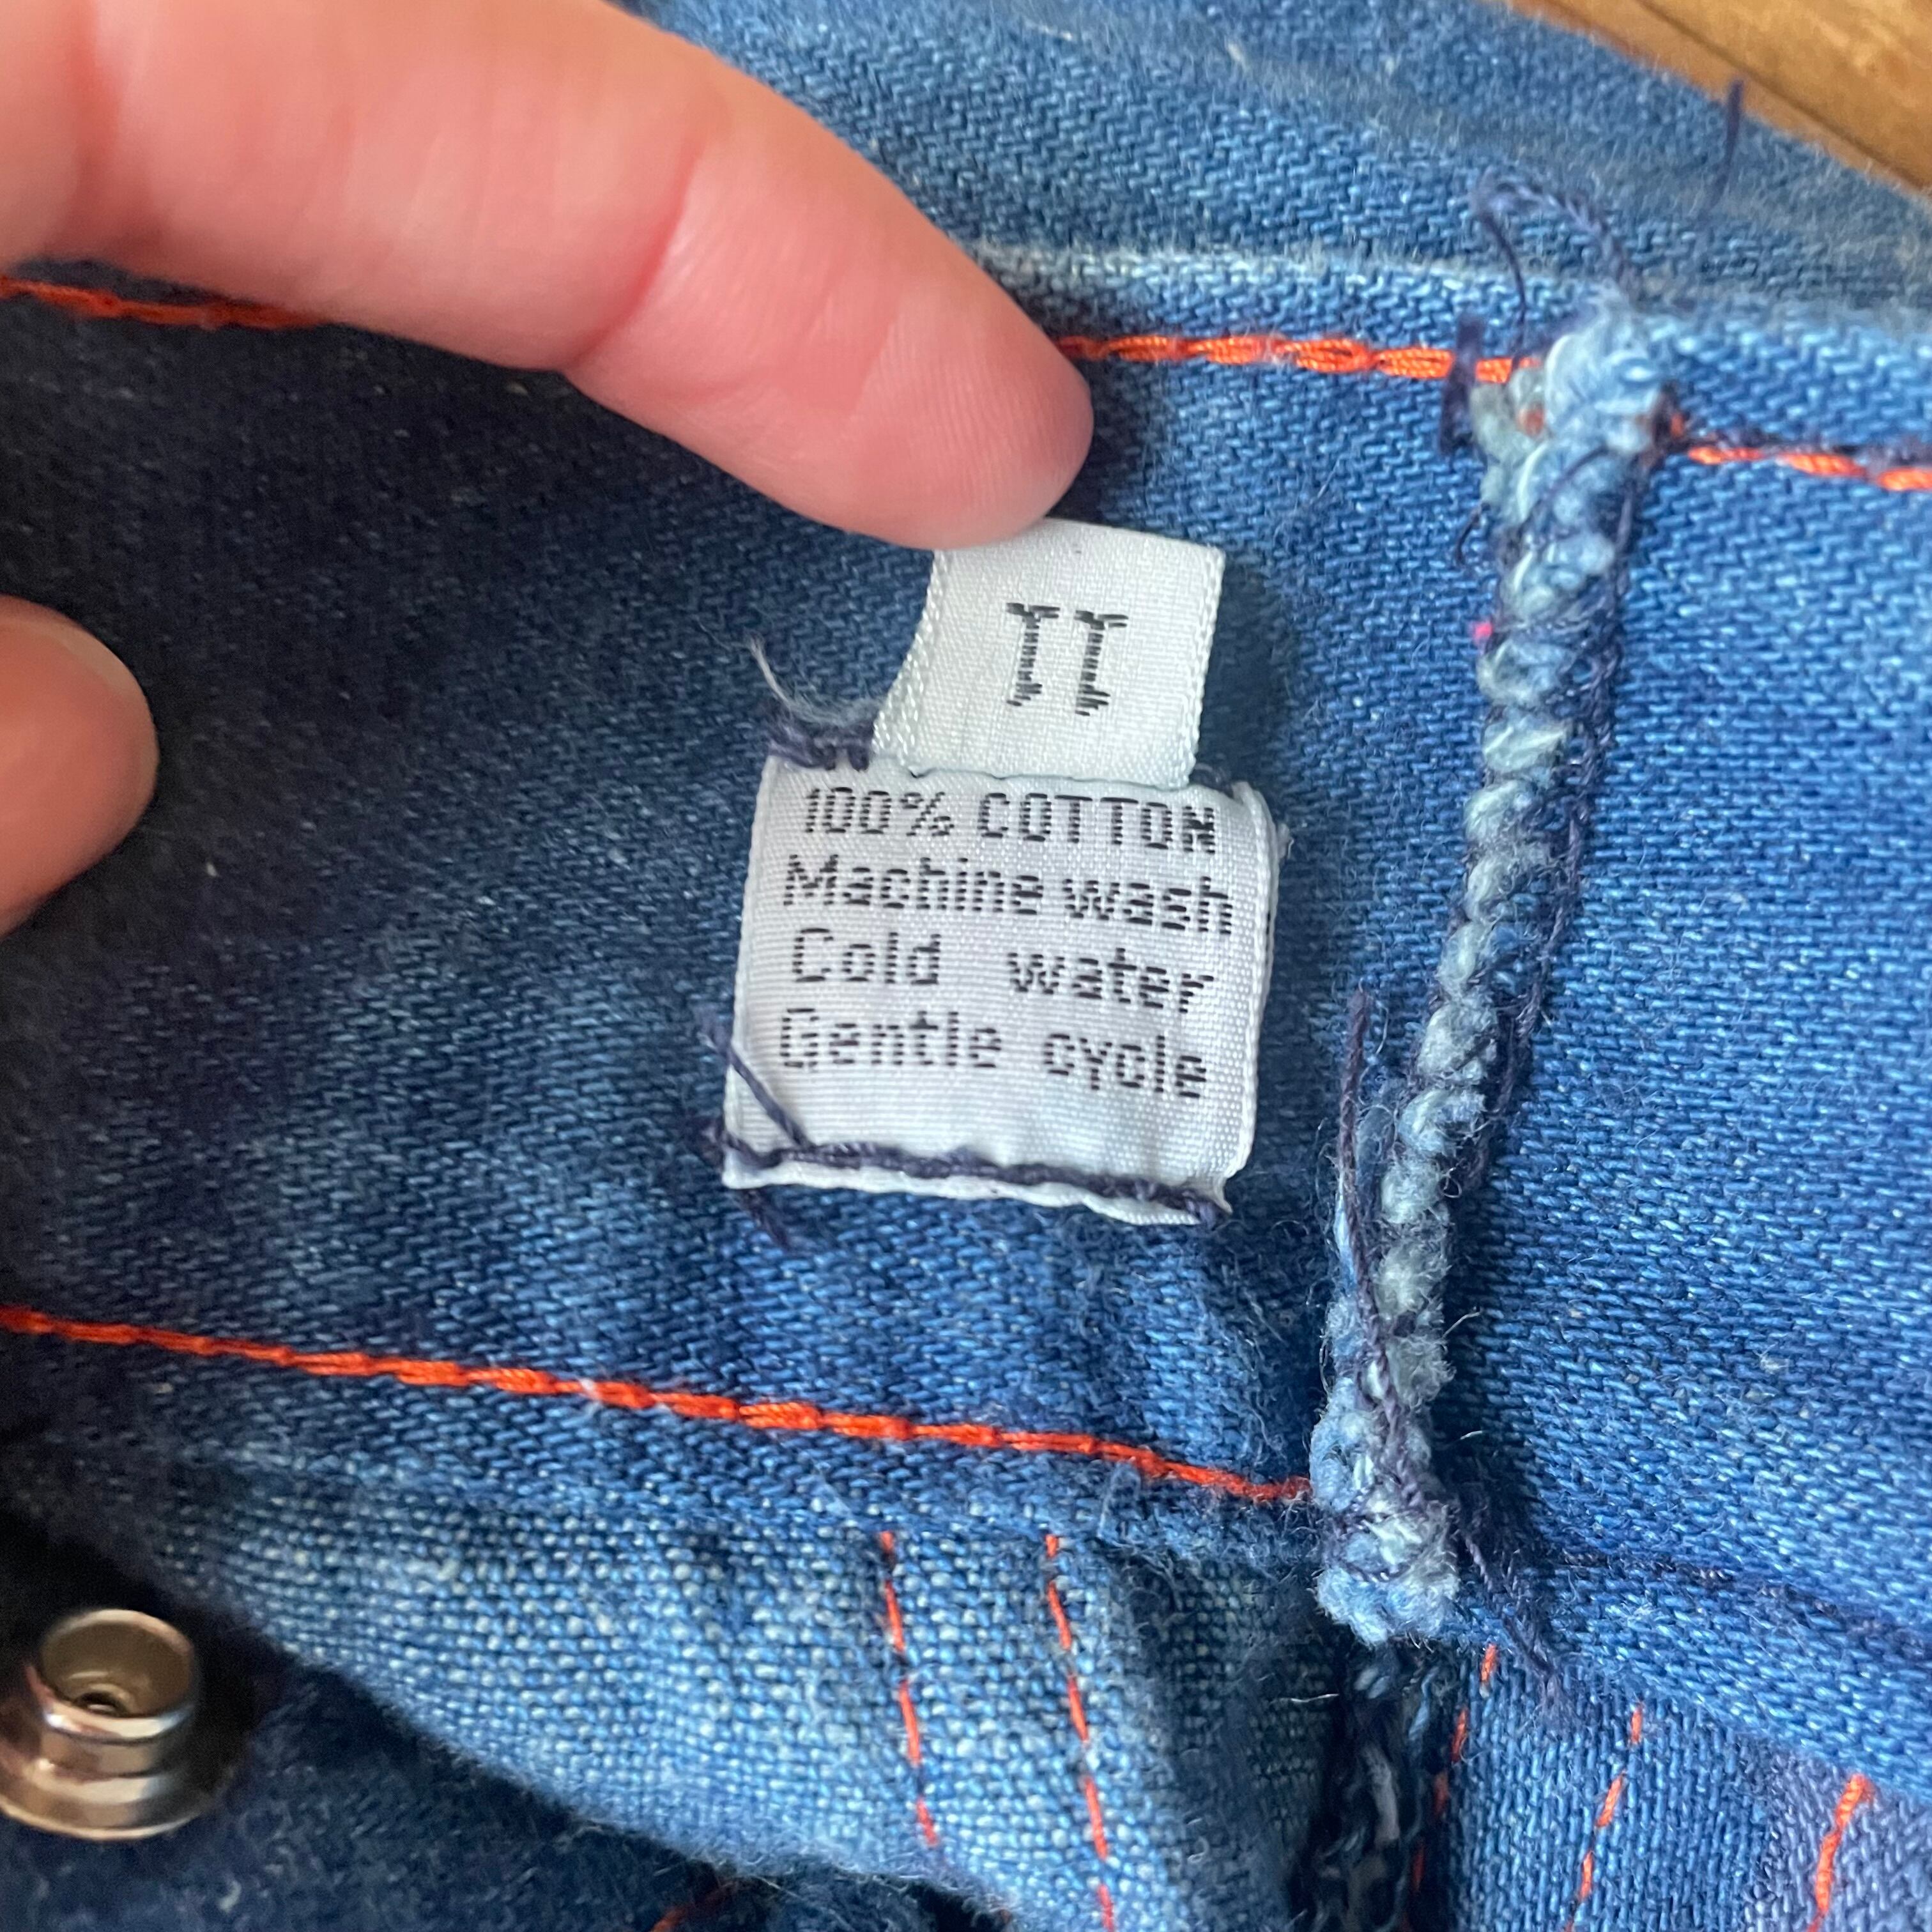 11
100% COTTON
Machine wash
Cold water
Gentle cycle